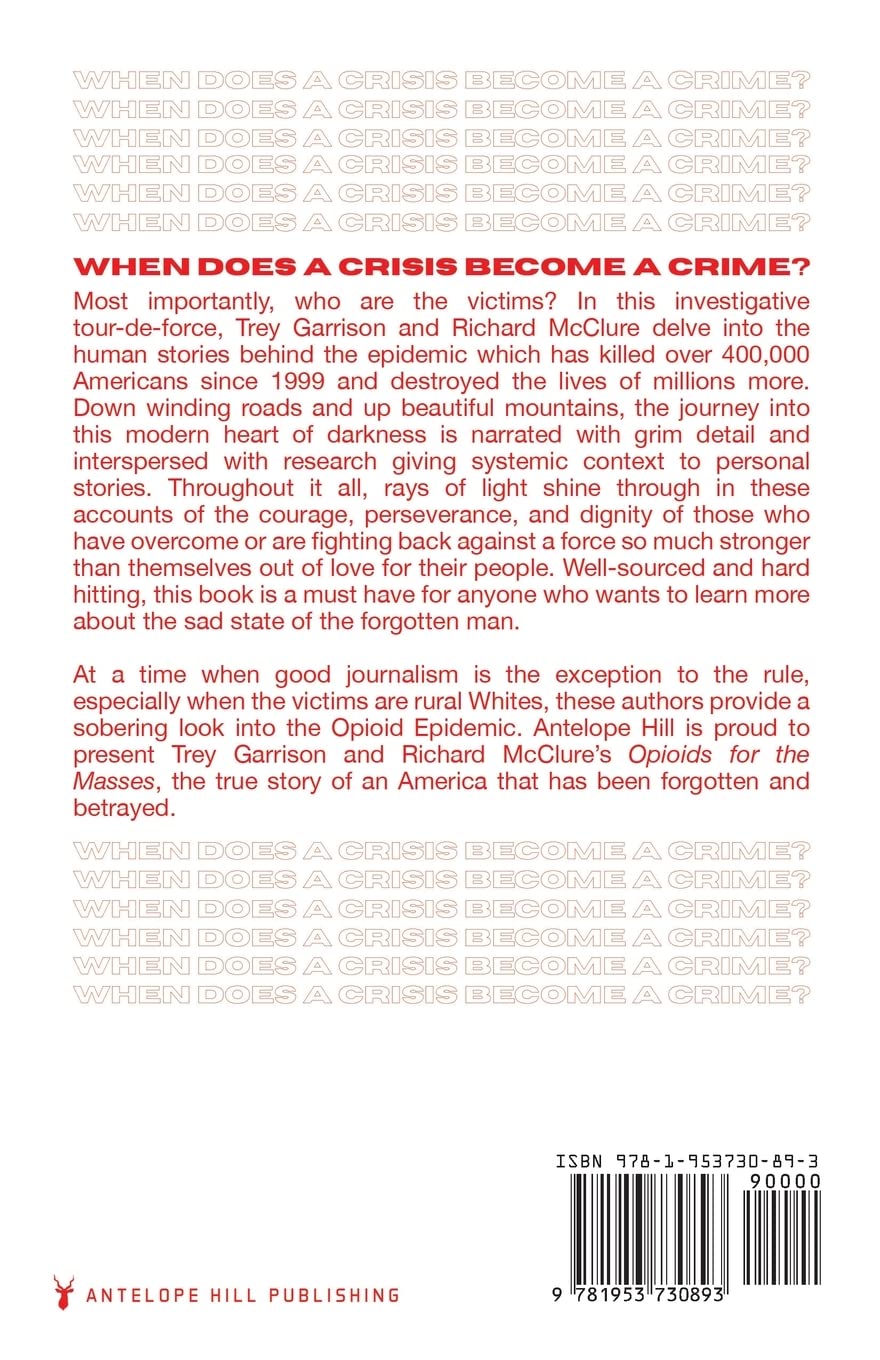 WHEN DOES A CRISIS BECOME A CRIME?
WHEN DOES A CRISIS BECOME A CRIME?
WHEN DOES A CRISIS BECOME A CRIME?
WHEN DOES A CRISIS BECOME A CRIME?
WHEN DOES A CRISIS BECOME A CRIME?
WHEN DOES A CRISIS BECOME A CRIME?
WHEN DOES A CRISIS BECOME A CRIME?
Most importantly, who are the victims? In this investigative
tour-de-force, Trey Garrison and Richard McClure delve into the
human stories behind the epidemic which has killed over 400,000
Americans since 1999 and destroyed the lives of millions more.
Down winding roads and up beautiful mountains, the journey into
this modern heart of darkness is narrated with grim detail and
interspersed with research giving systemic context to personal
stories. Throughout it all, rays of light shine through in these
accounts of the courage, perseverance, and dignity of those who
have overcome or are fighting back against a force so much stronger
than themselves out of love for their people. Well-sourced and hard
hitting, this book is a must have for anyone who wants to learn more
about the sad state of the forgotten man.
At a time when good journalism is the exception to the rule,
especially when the victims are rural Whites, these authors provide a
sobering look into the Opioid Epidemic. Antelope Hill is proud to
present Trey Garrison and Richard McClure's Opioids for the
Masses, the true story of an America that has been forgotten and
betrayed.
WHEN DOES A CRISIS BECOME A CRIME?
WHEN DOES A CRISIS BECOME A CRIME?
WHEN DOES A CRISIS BECOME A CRIME?
WHEN DOES A CRISIS BECOME A CRIME?
WHEN DOES A CRISIS BECOME A CRIME?
WHEN DOES A CRISIS BECOME A CRIME?
ISBN 978-1-953730-89-3
90000
9 781953 730893
ANTELOPE HILL PUBLISHING